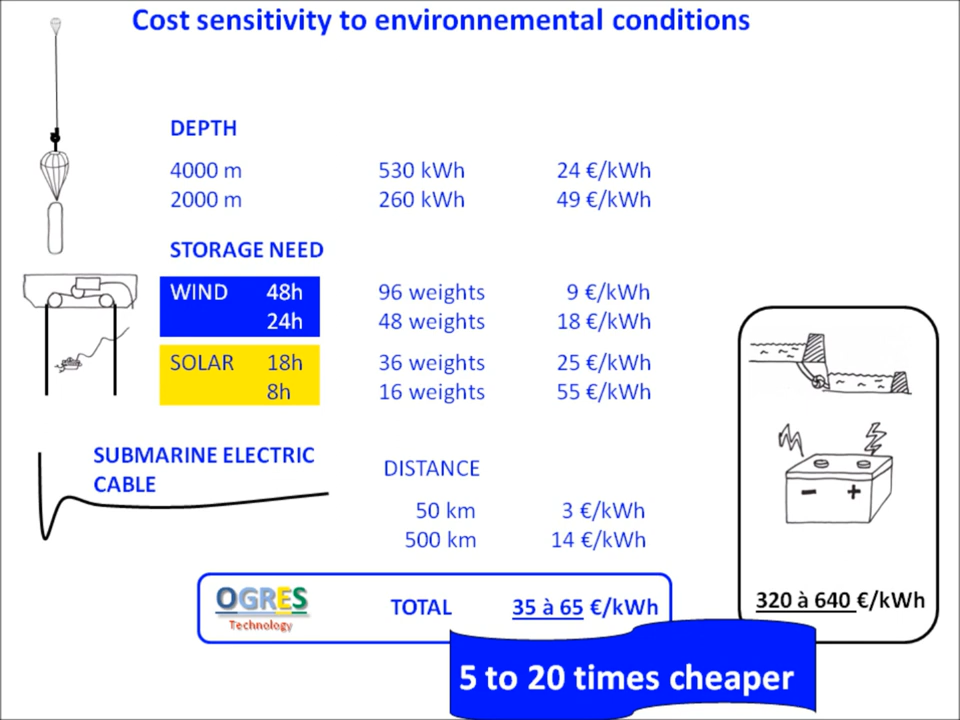 Cost sensitivity to environnemental conditions
DEPTH
4000 m 530 kWh 24 €/kWh
2000 m 260 kWh 49 €/kWh
STORAGE NEED
WIND 48h 96 weights 9 €/kWh
24h 48 weights 18 €/kWh
SOLAR 18h 36 weights 25 €/kWh
8h 16 weights 55 €/kWh
SUBMARINE ELECTRIC
CABLE
DISTANCE
50 km 3 €/kWh
500 km 14 €/kWh
- +
OGRES
Technology
TOTAL 35 à 65 €/kWh
320 à 640 €/kWh
5 to 20 times cheaper